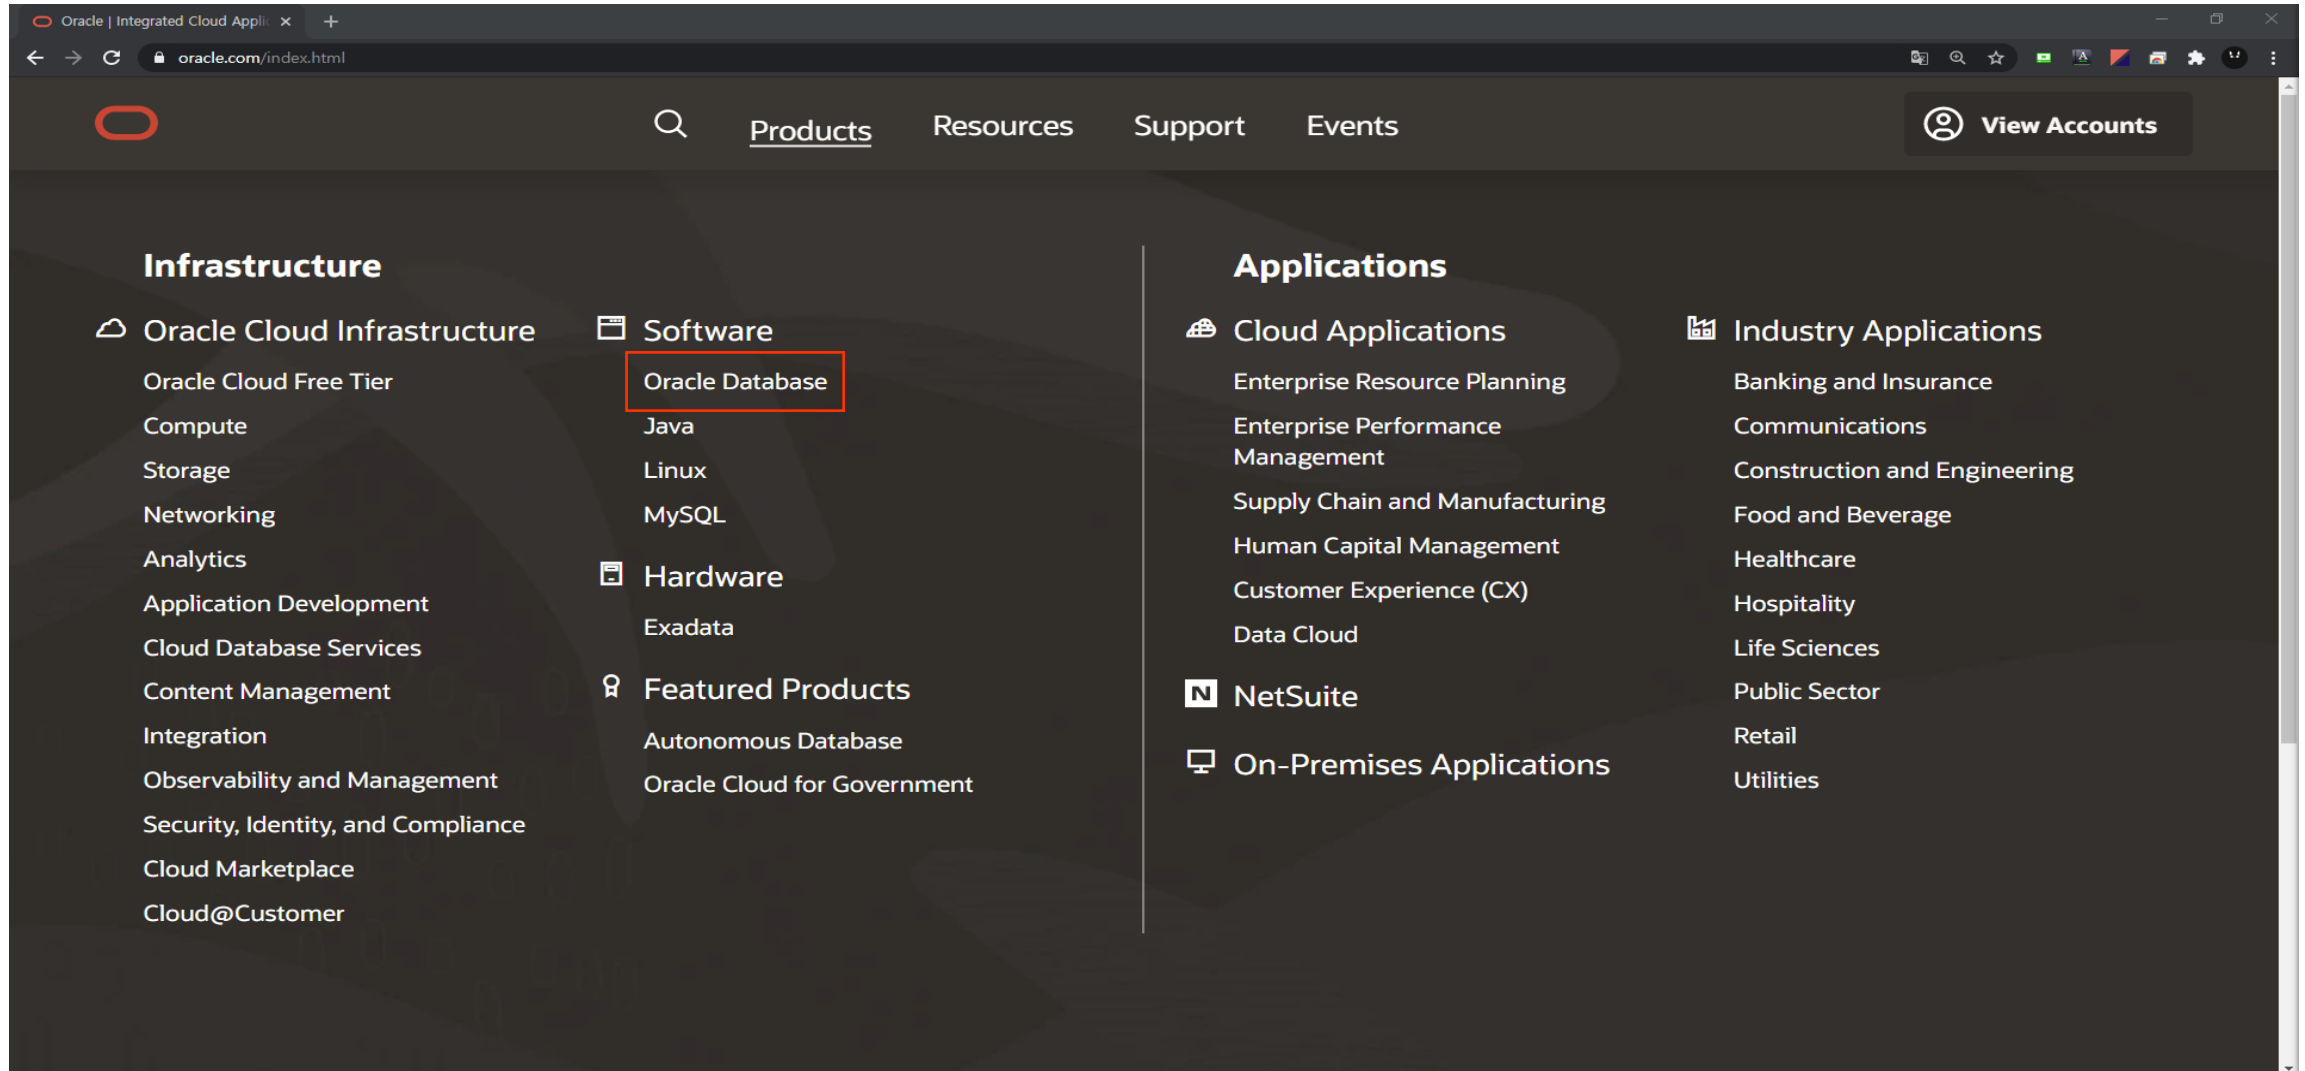 Oracle | Integrated Cloud Applic
oracle.com/index.html
Products
Resources
Support
Events
View Accounts
Infrastructure
Oracle Cloud Infrastructure
Oracle Cloud Free Tier
Compute
Storage
Networking
Analytics
Application Development
Cloud Database Services
Content Management
Integration
Observability and Management
Security, Identity, and Compliance
Cloud Marketplace
Cloud@Customer
Software
Oracle Database
Java
Linux
MySQL
Hardware
Exadata
Featured Products
Autonomous Database
Oracle Cloud for Government
Applications
Cloud Applications
Enterprise Resource Planning
Enterprise Performance
Management
Supply Chain and Manufacturing
Human Capital Management
Customer Experience (CX)
Data Cloud
N NetSuite
On-Premises Applications
Industry Applications
Banking and Insurance
Communications
Construction and Engineering
Food and Beverage
Healthcare
Hospitality
Life Sciences
Public Sector
Retail
Utilities